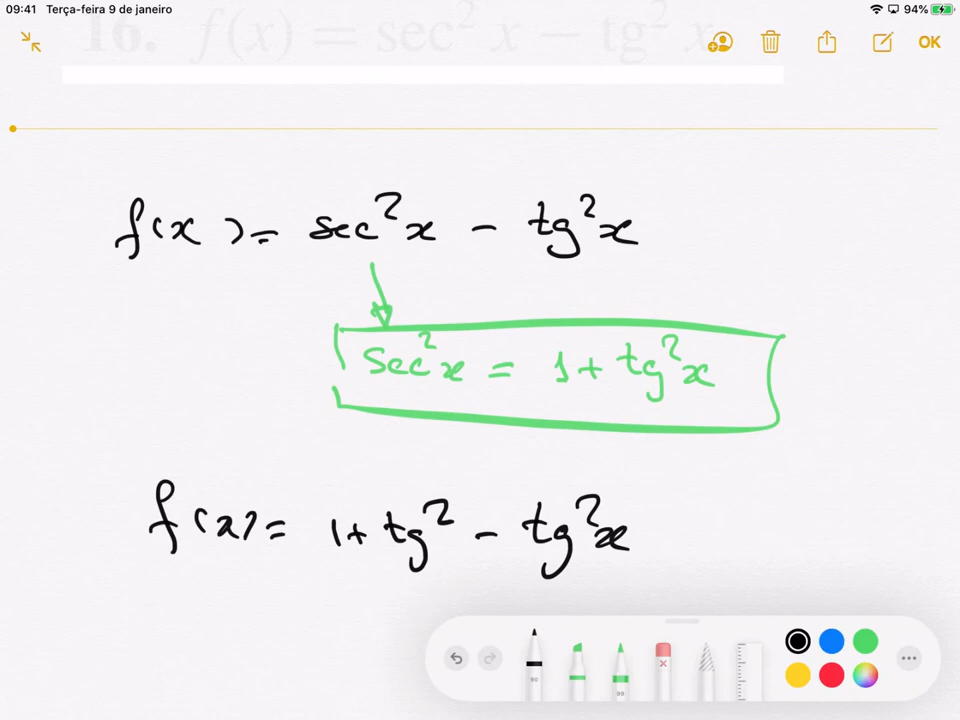 09:41 Terça-feira 9 de janeiro 94%
16. f(x) = sec² x − tg² x
OK
f(x) = sec²x − tg²x
sec²x = 1 + tg²x
f(x) = 1 + tg² − tg²x